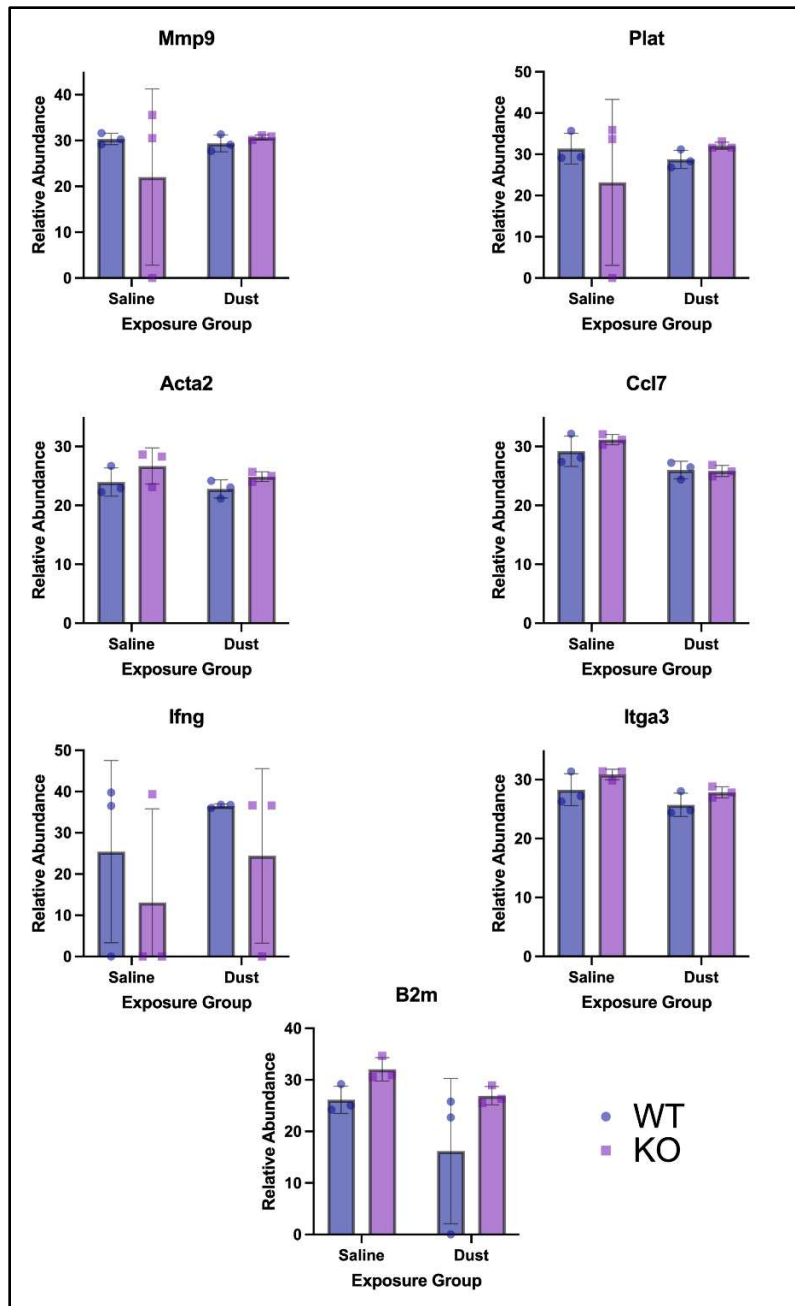 Mmp9
Relative Abundance
40
30
20
10
0
Saline
Dust
Exposure Group
Plat
Relative Abundance
50
40
30
20
10
0
Saline
Dust
Exposure Group
Acta2
Relative Abundance
30
20
10
0
Saline
Dust
Exposure Group
Ccl7
Relative Abundance
30
20
10
0
Saline
Dust
Exposure Group
Ifng
Relative Abundance
50
40
30
20
10
0
Saline
Dust
Exposure Group
Itga3
Relative Abundance
30
20
10
0
Saline
Dust
Exposure Group
B2m
Relative Abundance
40
30
20
10
0
Saline
Dust
Exposure Group
WT
KO